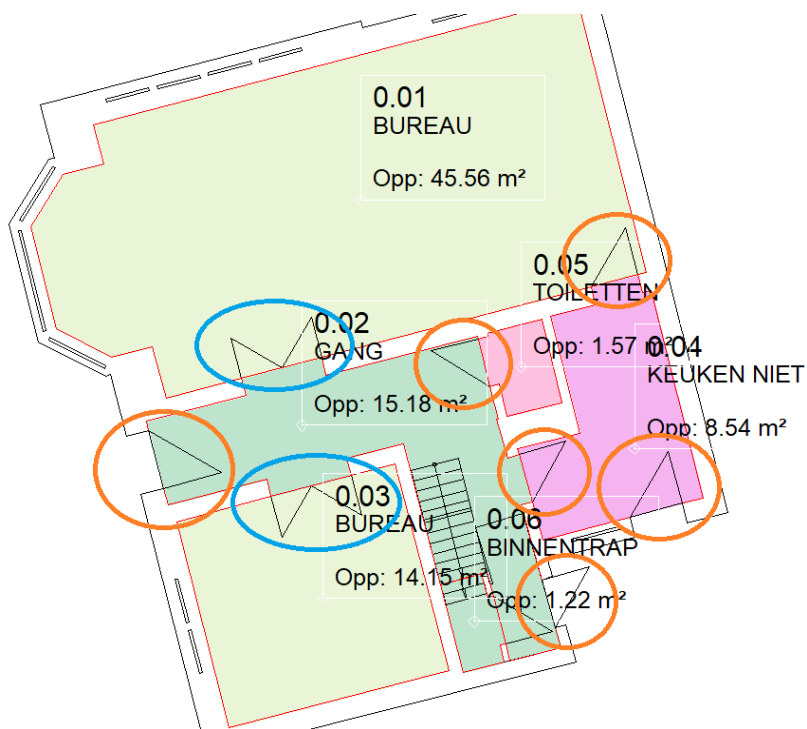 0.01
BUREAU
Opp: 45.56 m²
0.05
TOILETTEN
Opp: 1.57 m²
0.02
GANG
Opp: 15.18 m²
0.04
KEUKEN NIET
Opp: 8.54 m²
0.03
BUREAU
Opp: 14.15 m²
0.06
BINNENTRAP
Opp: 1.22 m²